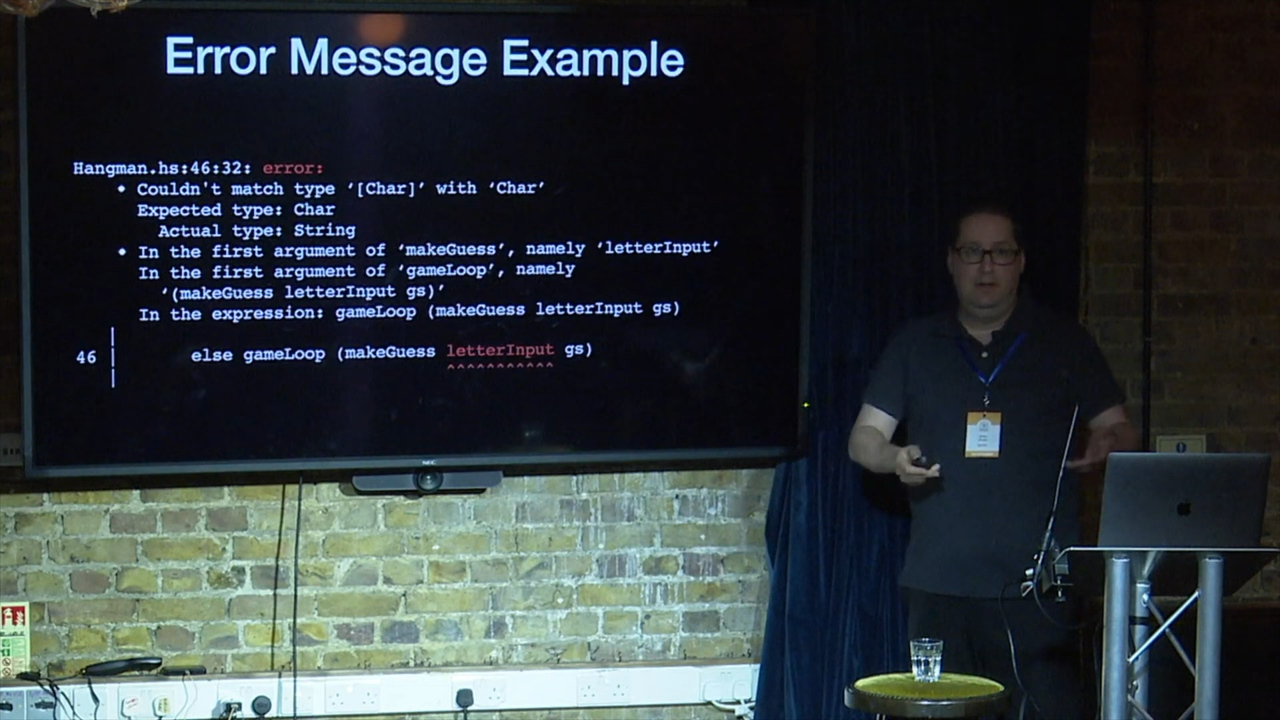 Error Message Example
Hangman.hs:46:32: error:
• Couldn't match type ‘[Char]’ with ‘Char’
Expected type: Char
Actual type: String
• In the first argument of ‘makeGuess’, namely ‘letterInput’
In the first argument of ‘gameLoop’, namely
‘(makeGuess letterInput gs)’
In the expression: gameLoop (makeGuess letterInput gs)
|
46 | else gameLoop (makeGuess letterInput gs)
| ^^^^^^^^^^^
NEC